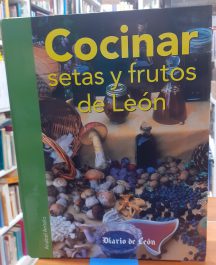 Cocinar
setas y frutos
de León
Diario de León